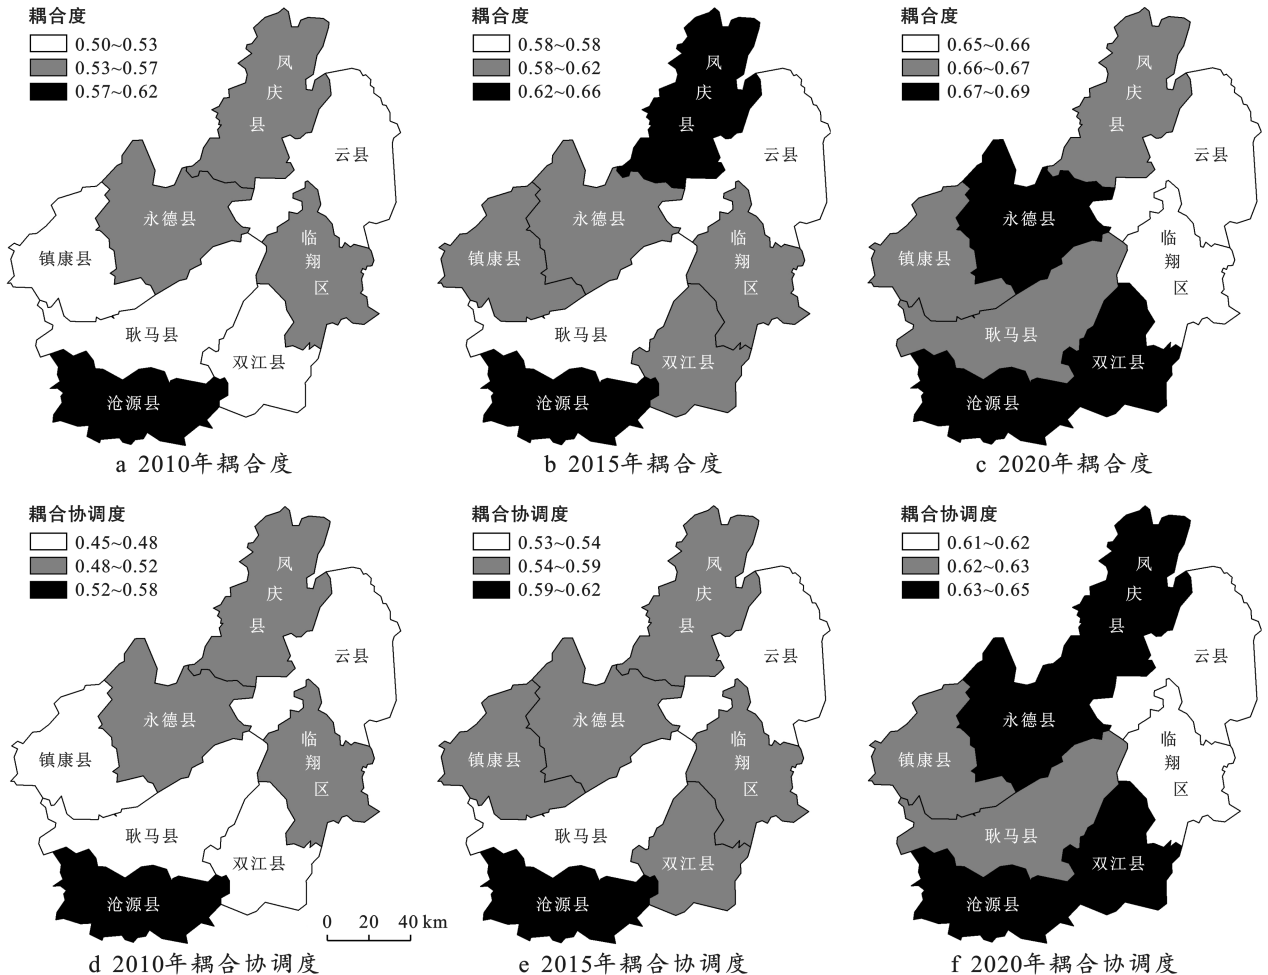 耦合度
0.50~0.53
0.53~0.57
0.57~0.62
凤庆县
云县
永德县
临翔区
镇康县
耿马县
双江县
沧源县
a 2010年耦合度
耦合度
0.58~0.58
0.58~0.62
0.62~0.66
凤庆县
云县
永德县
临翔区
镇康县
耿马县
双江县
沧源县
b 2015年耦合度
耦合度
0.65~0.66
0.66~0.67
0.67~0.69
凤庆县
云县
永德县
临翔区
镇康县
耿马县
双江县
沧源县
c 2020年耦合度
耦合协调度
0.45~0.48
0.48~0.52
0.52~0.58
凤庆县
云县
永德县
临翔区
镇康县
耿马县
双江县
沧源县
0 20 40 km
d 2010年耦合协调度
耦合协调度
0.53~0.54
0.54~0.59
0.59~0.62
凤庆县
云县
永德县
临翔区
镇康县
耿马县
双江县
沧源县
e 2015年耦合协调度
耦合协调度
0.61~0.62
0.62~0.63
0.63~0.65
凤庆县
云县
永德县
临翔区
镇康县
耿马县
双江县
沧源县
f 2020年耦合协调度